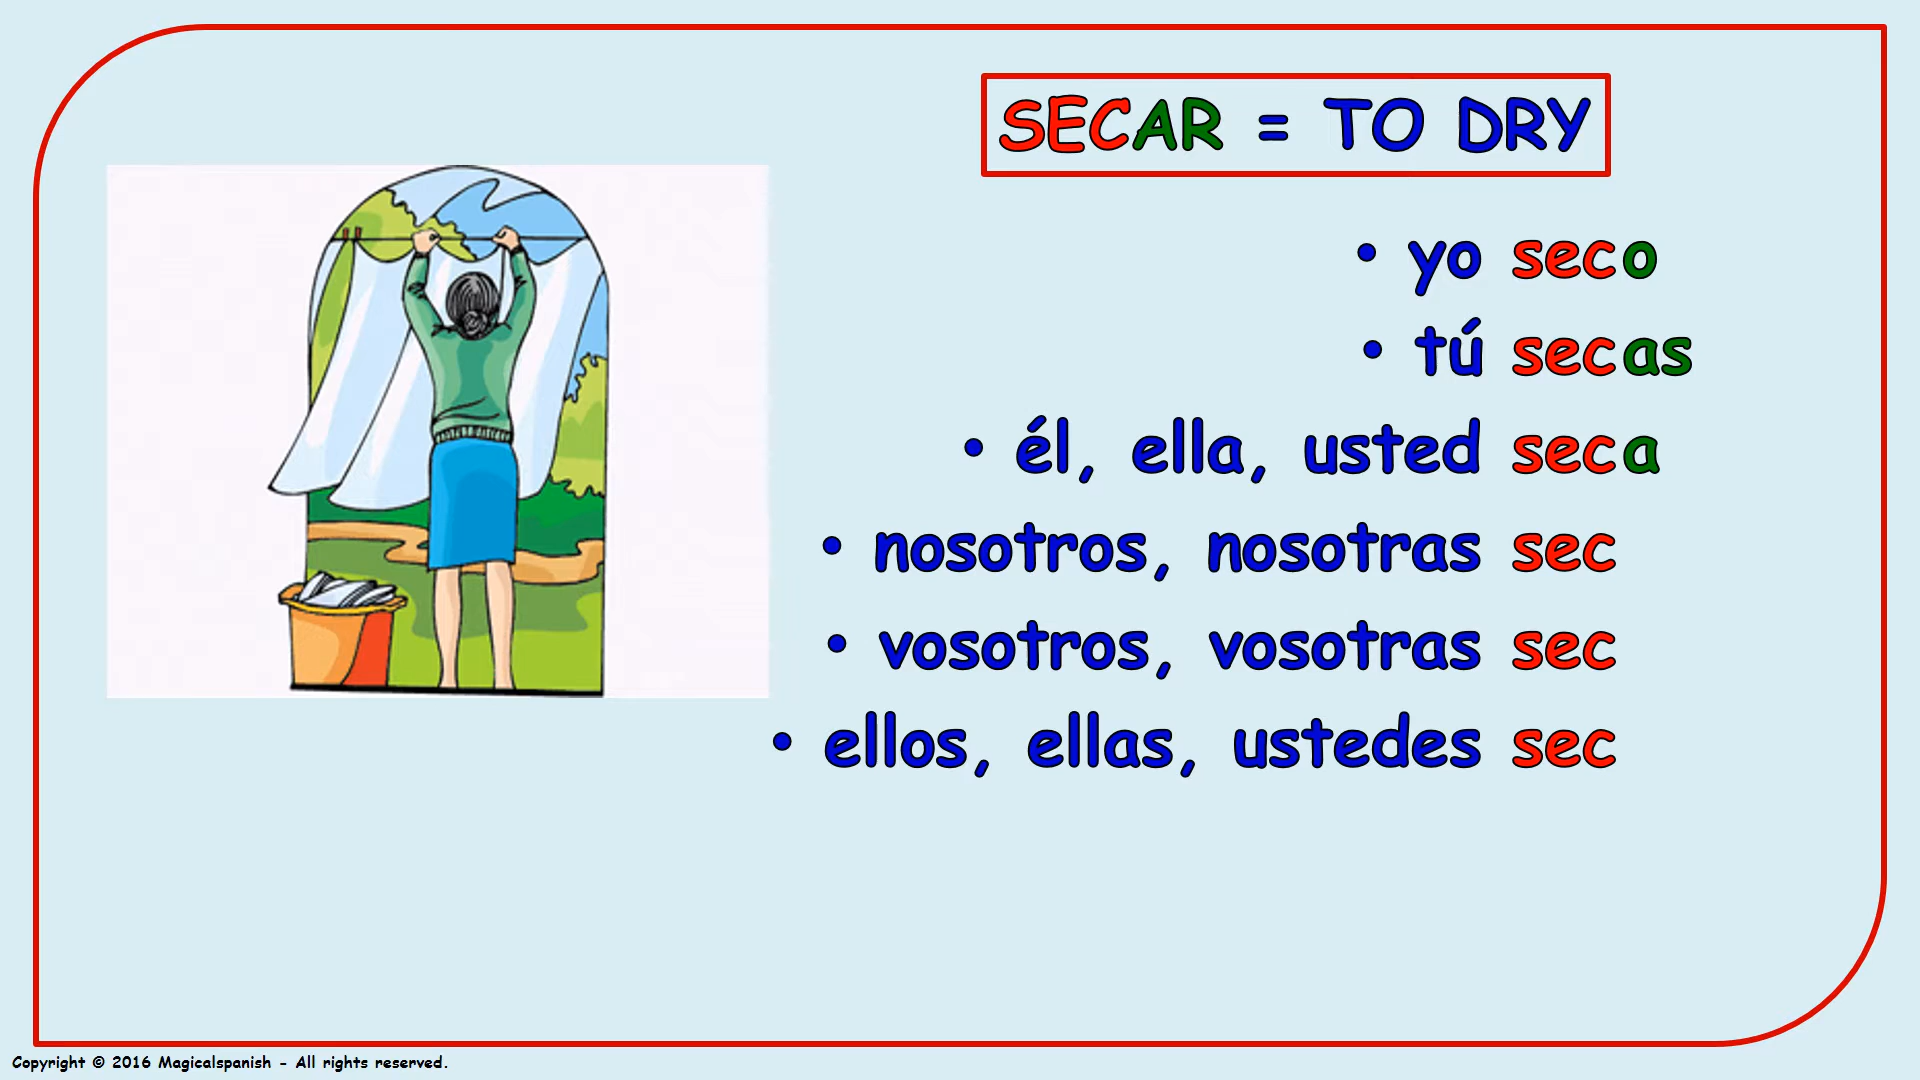 SECAR = TO DRY
• yo seco
• tú secas
• él, ella, usted seca
• nosotros, nosotras sec
• vosotros, vosotras sec
• ellos, ellas, ustedes sec
Copyright © 2016 Magicalspanish - All rights reserved.